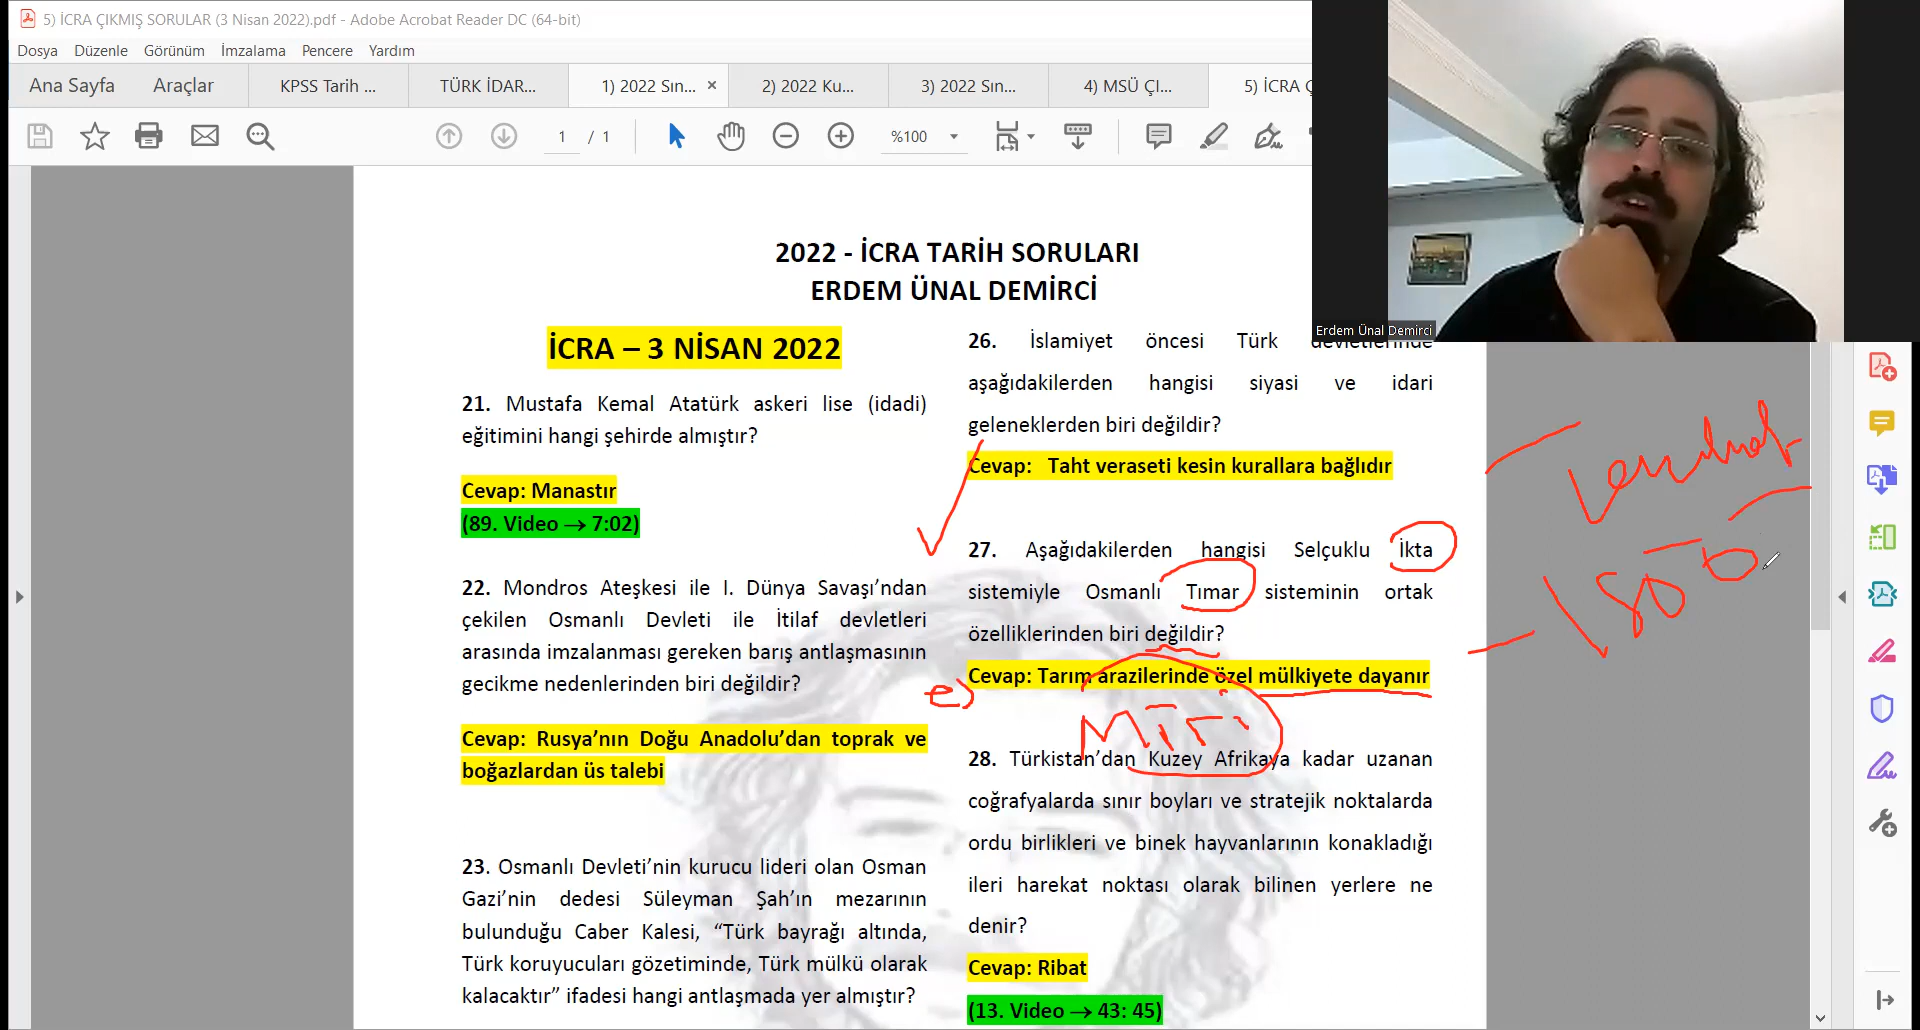 5) İCRA ÇIKMIŞ SORULAR (3 Nisan 2022).pdf - Adobe Acrobat Reader DC (64-bit)
Dosya Düzenle Görünüm İmzalama Pencere Yardım
Ana Sayfa Araçlar KPSS Tarih ... TÜRK İDAR... 1) 2022 Sın... × 2) 2022 Ku... 3) 2022 Sın... 4) MSÜ ÇI... 5) İCRA Ç
1 / 1 %100
Erdem Ünal Demirci
2022 - İCRA TARİH SORULARI
ERDEM ÜNAL DEMİRCİ
İCRA – 3 NİSAN 2022
21. Mustafa Kemal Atatürk askeri lise (idadi)
eğitimini hangi şehirde almıştır?
Cevap: Manastır
(89. Video → 7:02)
22. Mondros Ateşkesi ile I. Dünya Savaşı’ndan
çekilen Osmanlı Devleti ile İtilaf devletleri
arasında imzalanması gereken barış antlaşmasının
gecikme nedenlerinden biri değildir?
Cevap: Rusya’nın Doğu Anadolu’dan toprak ve
boğazlardan üs talebi
23. Osmanlı Devleti’nin kurucu lideri olan Osman
Gazi’nin dedesi Süleyman Şah’ın mezarının
bulunduğu Caber Kalesi, “Türk bayrağı altında,
Türk koruyucuları gözetiminde, Türk mülkü olarak
kalacaktır” ifadesi hangi antlaşmada yer almıştır?
26. İslamiyet öncesi Türk devletlerinde
aşağıdakilerden hangisi siyasi ve idari
geleneklerden biri değildir?
Cevap: Taht veraseti kesin kurallara bağlıdır
27. Aşağıdakilerden hangisi Selçuklu İkta
sistemiyle Osmanlı Tımar sisteminin ortak
özelliklerinden biri değildir?
e) Cevap: Tarım arazilerinde özel mülkiyete dayanır
MİRİ
28. Türkistan’dan Kuzey Afrikaya kadar uzanan
coğrafyalarda sınır boyları ve stratejik noktalarda
ordu birlikleri ve binek hayvanlarının konakladığı
ileri harekat noktası olarak bilinen yerlere ne
denir?
Cevap: Ribat
(13. Video → 43: 45)